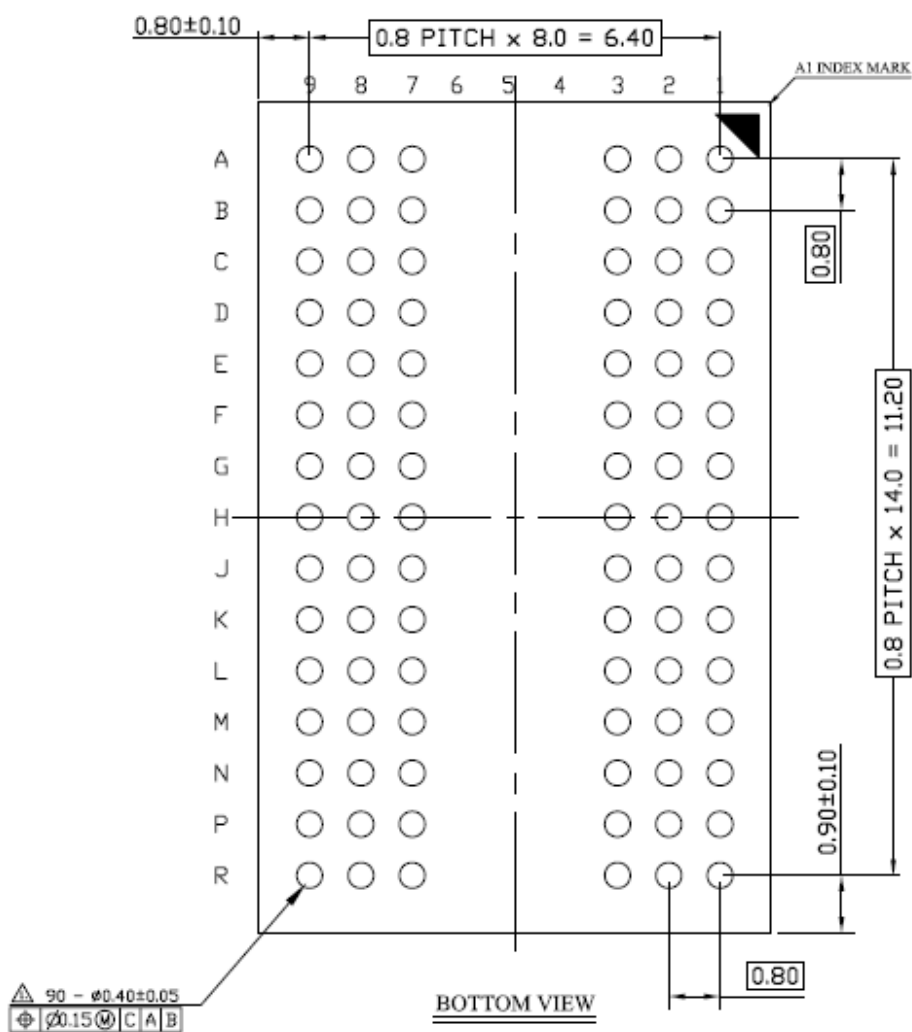 0.80±0.10
0.8 PITCH x 8.0 = 6.40
A1 INDEX MARK
9 8 7 6 5 4 3 2 1
A
B
0.80
C
D
E
F
0.8 PITCH x 14.0 = 11.20
G
H
J
K
L
M
N
0.90±0.10
P
R
0.80
90 - ø0.40±0.05
⌖ Ø0.15 Ⓜ C A B
BOTTOM VIEW